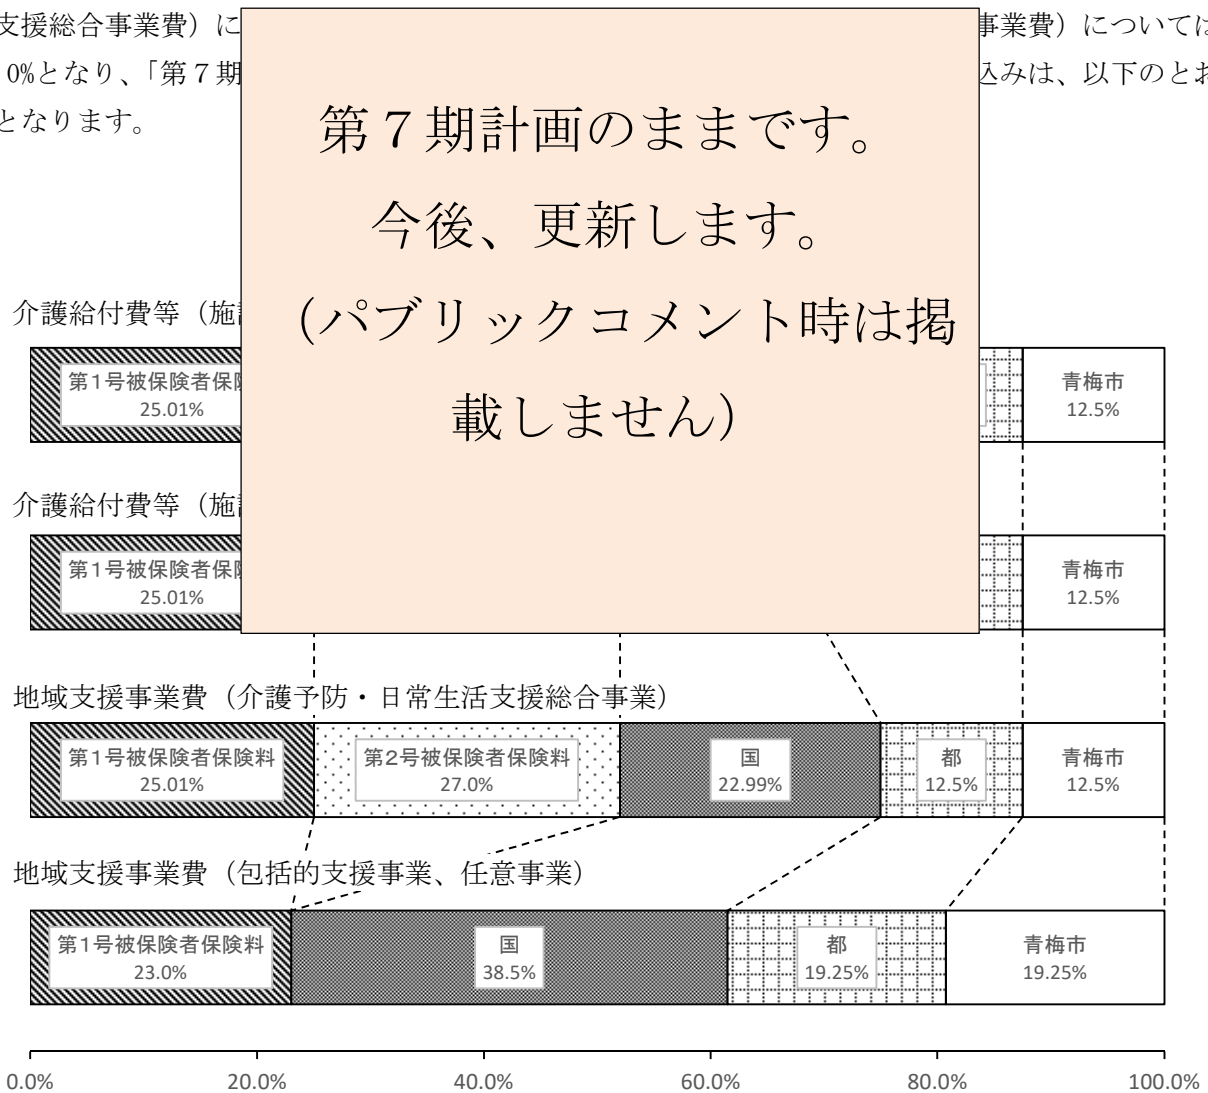 支援総合事業費）に
事業費）については
0%となり、「第７期
込みは、以下のとお
となります。
第７期計画のままです。
今後、更新します。
（パブリックコメント時は掲
載しません）
介護給付費等（施
第1号被保険者保
25.01%
青梅市
12.5%
介護給付費等（施
第1号被保険者保
25.01%
青梅市
12.5%
地域支援事業費（介護予防・日常生活支援総合事業）
第1号被保険者保険料
25.01%
第2号被保険者保険料
27.0%
国
22.99%
都
12.5%
青梅市
12.5%
地域支援事業費（包括的支援事業、任意事業）
第1号被保険者保険料
23.0%
国
38.5%
都
19.25%
青梅市
19.25%
0.0% 20.0% 40.0% 60.0% 80.0% 100.0%